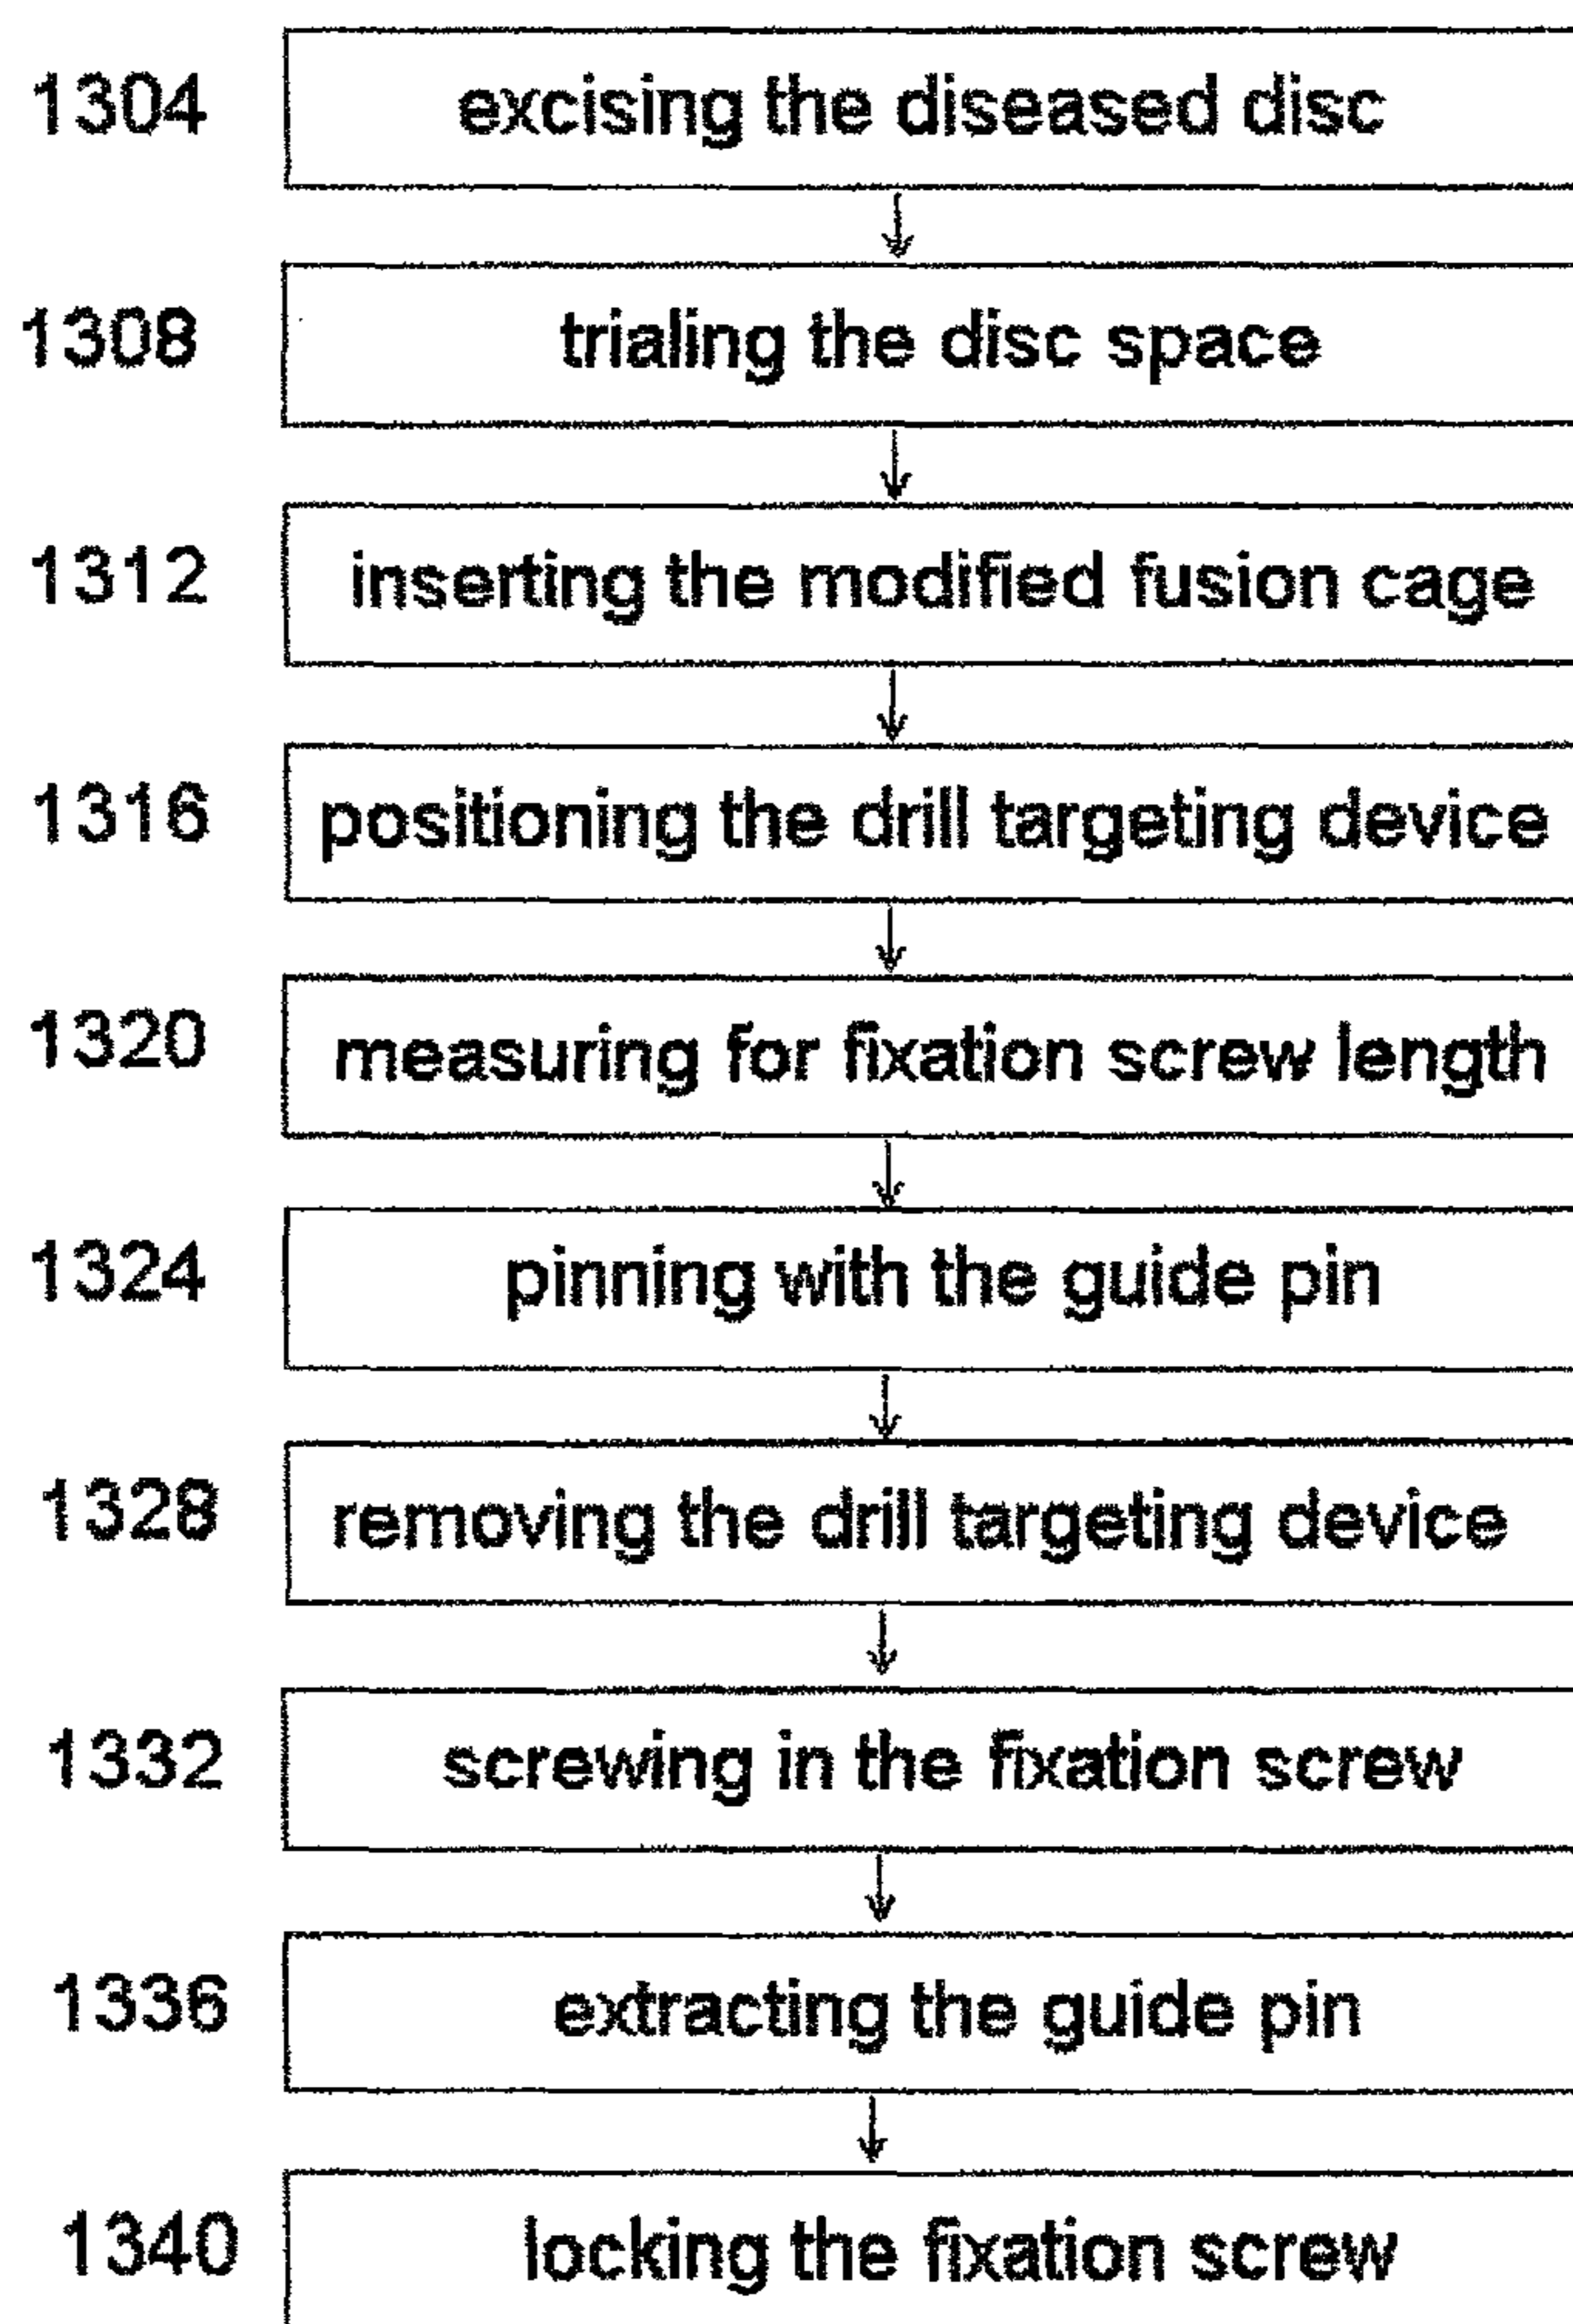 1304 excising the diseased disc
1308 trialing the disc space
1312 inserting the modified fusion cage
1316 positioning the drill targeting device
1320 measuring for fixation screw length
1324 pinning with the guide pin
1328 removing the drill targeting device
1332 screwing in the fixation screw
1336 extracting the guide pin
1340 locking the fixation screw